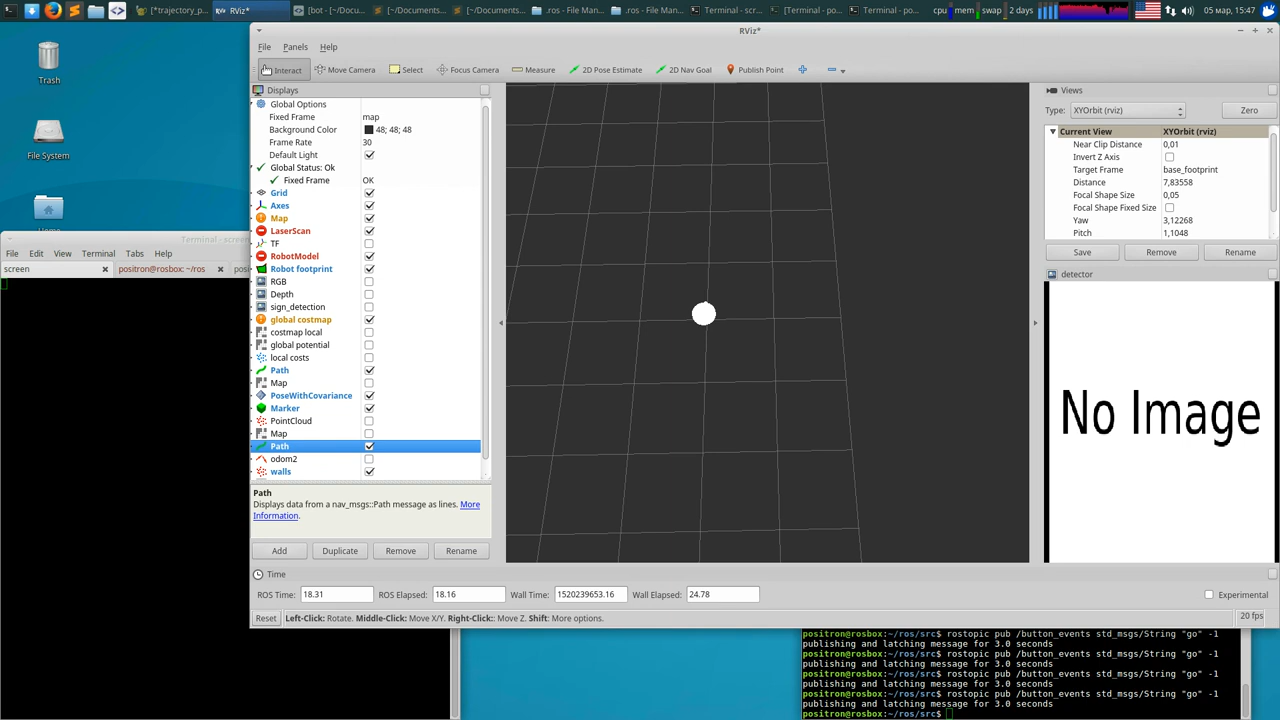 [*trajectory_p...
RViz*
[bot - [~/Docu...
[~/Documents...
[~/Documents...
.ros - File Man...
.ros - File Man...
Terminal - scre...
[Terminal - po...
Terminal - po...
cpu
mem
swap
2 days
15:47
05 мар, 15:47
Trash
File System
Terminal - scree
File Edit View Terminal Tabs Help
screen
positron@rosbox: ~/ros
RViz*
File Panels Help
Interact Move Camera Select Focus Camera Measure 2D Pose Estimate 2D Nav Goal Publish Point
Displays
Global Options
Fixed Frame map
Background Color 48; 48; 48
Frame Rate 30
Default Light
Global Status: Ok
Fixed Frame OK
Grid
Axes
Map
LaserScan
TF
RobotModel
Robot footprint
RGB
Depth
sign_detection
global costmap
costmap local
global potential
local costs
Path
Map
PoseWithCovariance
Marker
PointCloud
Map
Path
odom2
walls
Path
Displays data from a nav_msgs::Path message as lines. More
Information.
Add Duplicate Remove Rename
Views
Type: XYOrbit (rviz) Zero
Current View XYOrbit (rviz)
Near Clip Distance 0,01
Invert Z Axis
Target Frame base_footprint
Distance 7,83558
Focal Shape Size 0,05
Focal Shape Fixed Size
Yaw 3,12268
Pitch 1,1048
Save Remove Rename
detector
No Image
Time
ROS Time: 18.31 ROS Elapsed: 18.16 Wall Time: 1520239653.16 Wall Elapsed: 24.78 Experimental
Reset Left-Click: Rotate. Middle-Click: Move X/Y. Right-Click:: Move Z. Shift: More options. 20 fps
positron@rosbox:~/ros/src$ rostopic pub /button_events std_msgs/String "go" -1
publishing and latching message for 3.0 seconds
positron@rosbox:~/ros/src$ rostopic pub /button_events std_msgs/String "go" -1
publishing and latching message for 3.0 seconds
positron@rosbox:~/ros/src$ rostopic pub /button_events std_msgs/String "go" -1
publishing and latching message for 3.0 seconds
positron@rosbox:~/ros/src$ rostopic pub /button_events std_msgs/String "go" -1
publishing and latching message for 3.0 seconds
positron@rosbox:~/ros/src$